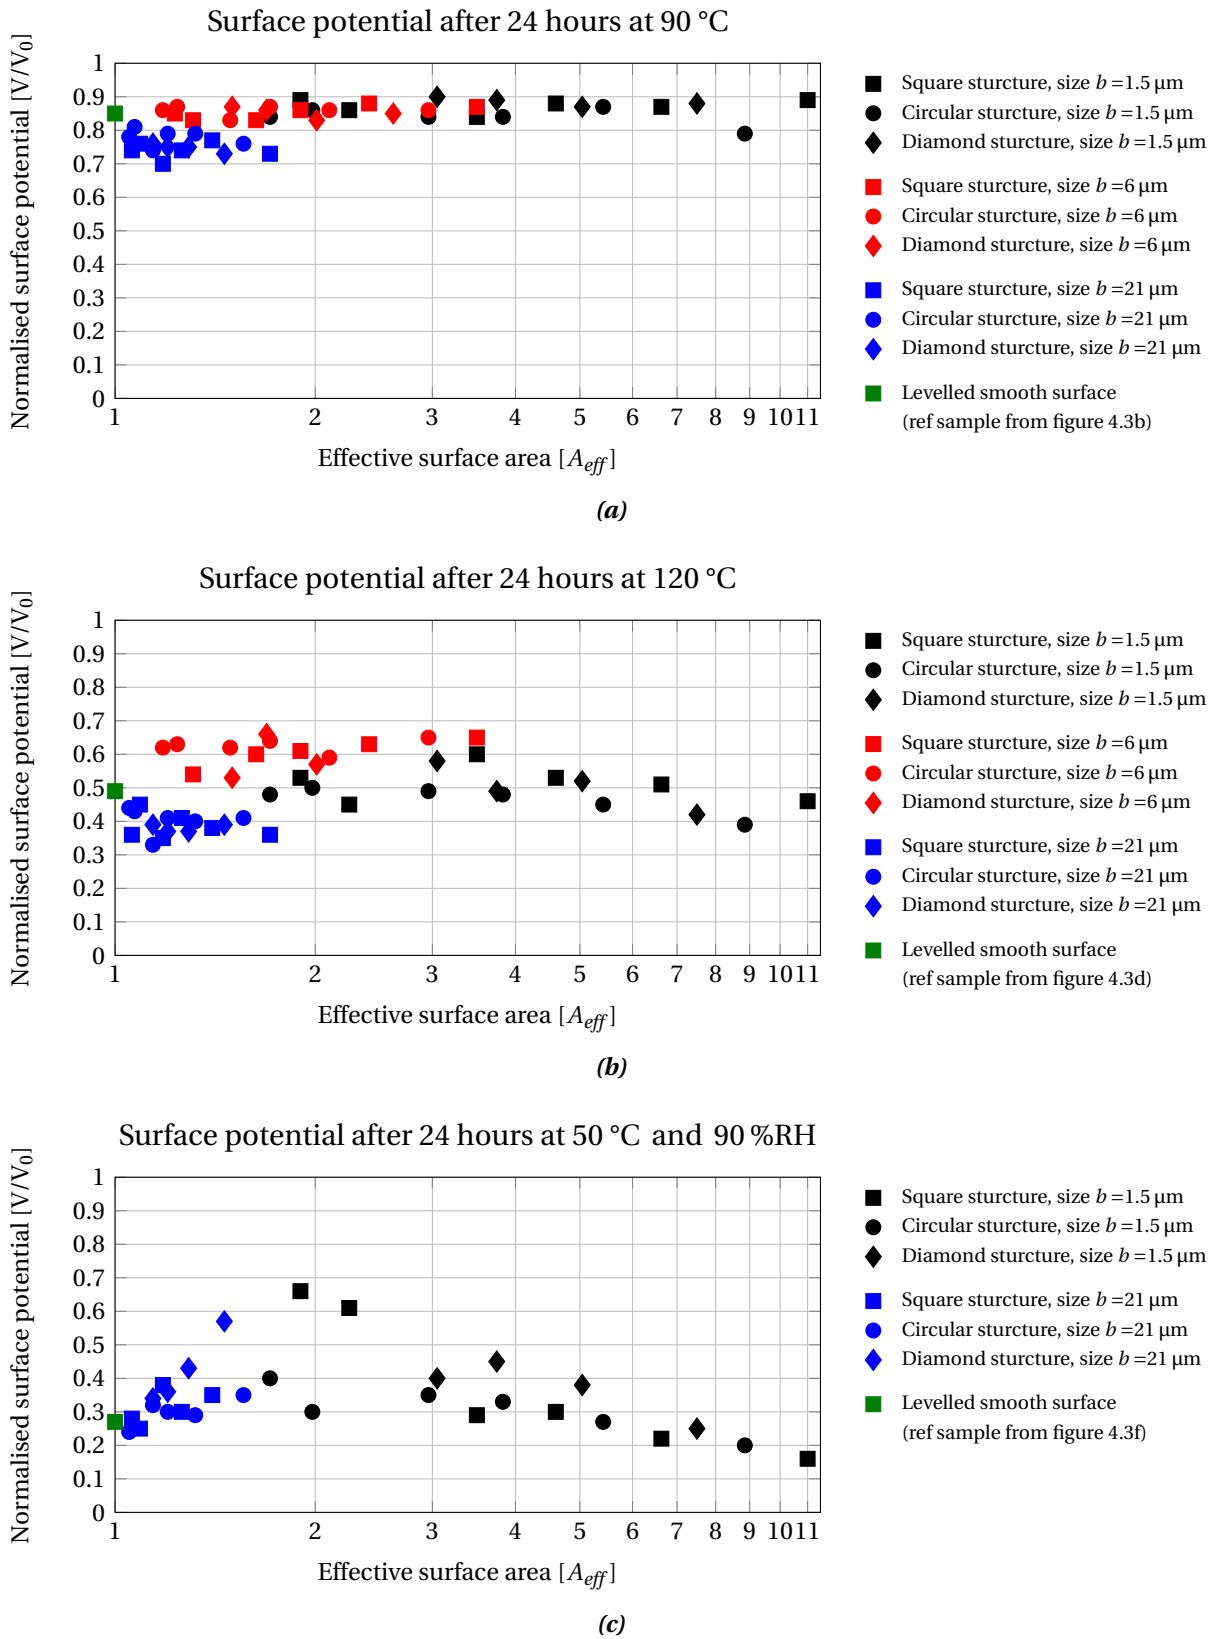 Surface potential after 24 hours at 90 °C
Normalised surface potential [V/V₀]
1
0.9
0.8
0.7
0.6
0.5
0.4
0.3
0.2
0.1
0
1 2 3 4 5 6 7 8 9 10 11
Effective surface area [A_eff]
Square sturcture, size b=1.5 µm
Circular sturcture, size b=1.5 µm
Diamond sturcture, size b=1.5 µm
Square sturcture, size b=6 µm
Circular sturcture, size b=6 µm
Diamond sturcture, size b=6 µm
Square sturcture, size b=21 µm
Circular sturcture, size b=21 µm
Diamond sturcture, size b=21 µm
Levelled smooth surface
(ref sample from figure 4.3b)
(a)
Surface potential after 24 hours at 120 °C
Normalised surface potential [V/V₀]
1
0.9
0.8
0.7
0.6
0.5
0.4
0.3
0.2
0.1
0
1 2 3 4 5 6 7 8 9 10 11
Effective surface area [A_eff]
Square sturcture, size b=1.5 µm
Circular sturcture, size b=1.5 µm
Diamond sturcture, size b=1.5 µm
Square sturcture, size b=6 µm
Circular sturcture, size b=6 µm
Diamond sturcture, size b=6 µm
Square sturcture, size b=21 µm
Circular sturcture, size b=21 µm
Diamond sturcture, size b=21 µm
Levelled smooth surface
(ref sample from figure 4.3d)
(b)
Surface potential after 24 hours at 50 °C and 90 %RH
Normalised surface potential [V/V₀]
1
0.9
0.8
0.7
0.6
0.5
0.4
0.3
0.2
0.1
0
1 2 3 4 5 6 7 8 9 10 11
Effective surface area [A_eff]
Square sturcture, size b=1.5 µm
Circular sturcture, size b=1.5 µm
Diamond sturcture, size b=1.5 µm
Square sturcture, size b=21 µm
Circular sturcture, size b=21 µm
Diamond sturcture, size b=21 µm
Levelled smooth surface
(ref sample from figure 4.3f)
(c)